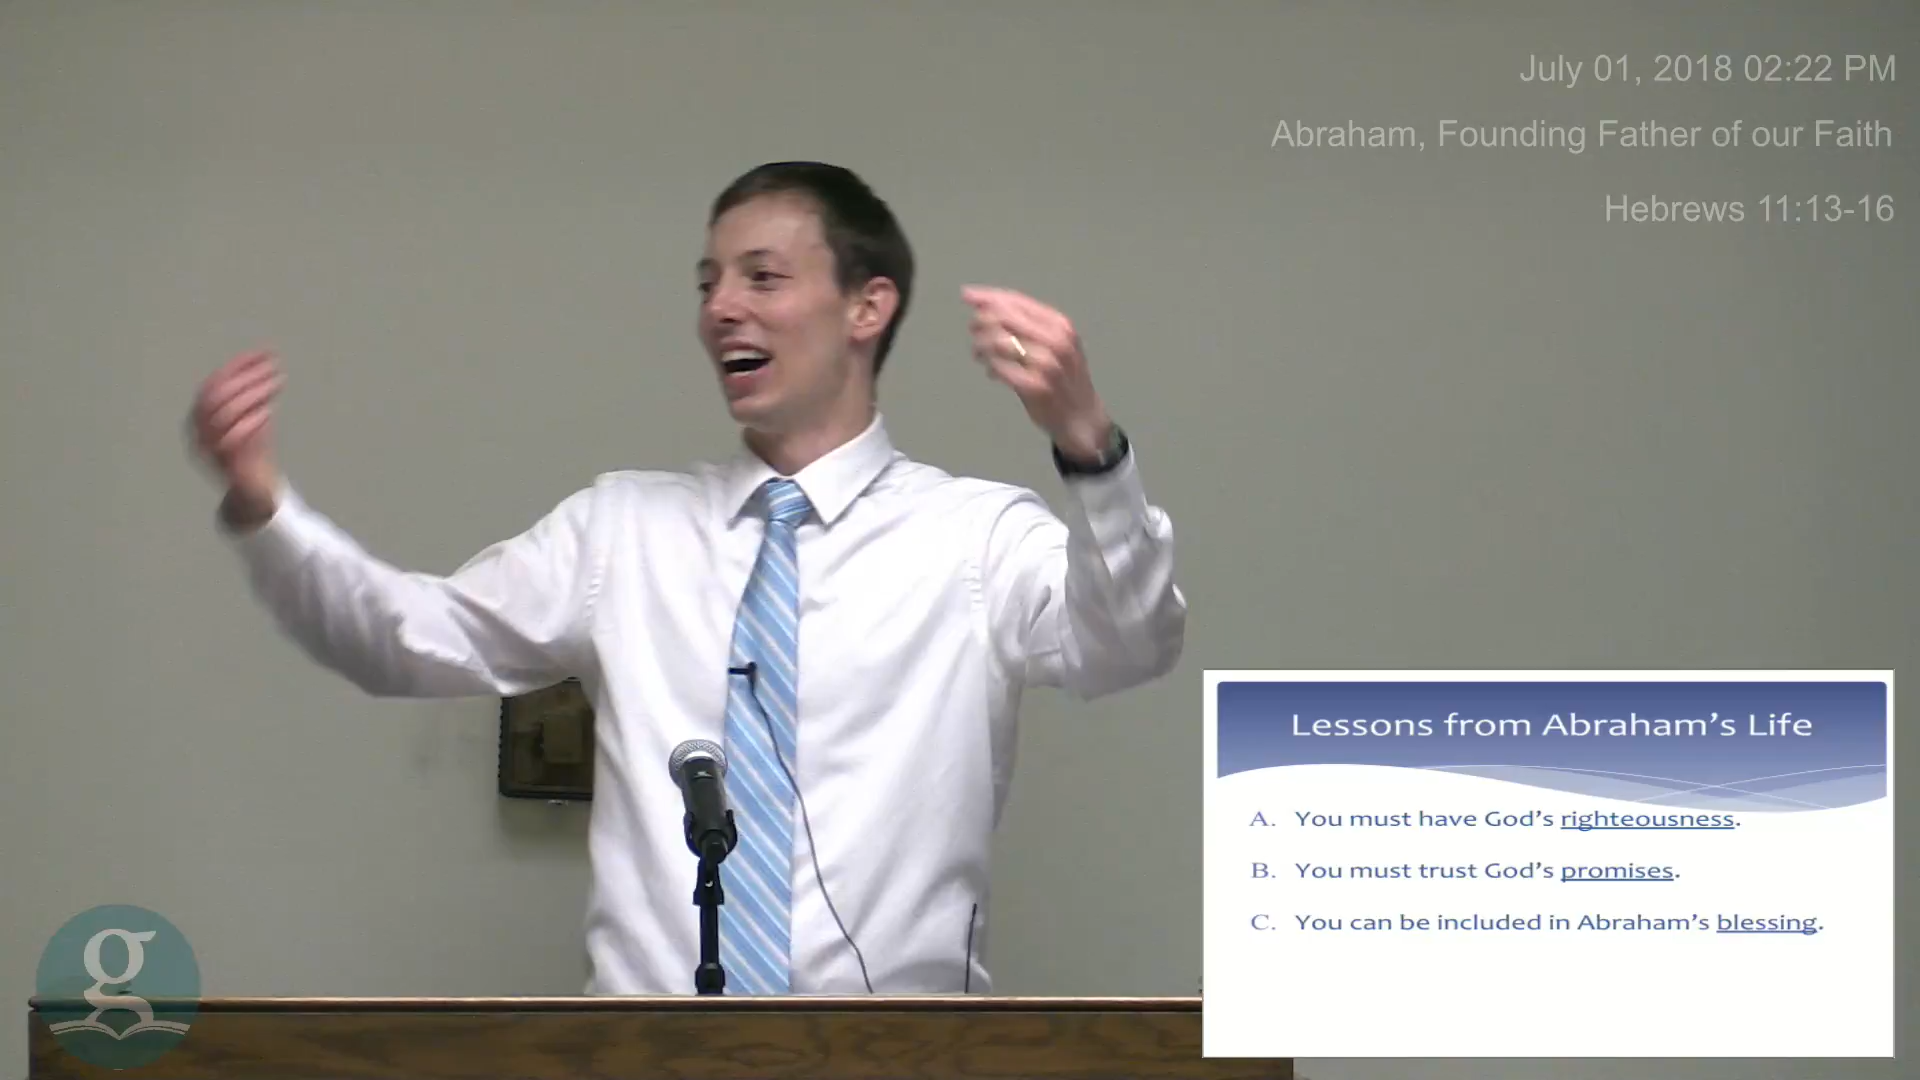 July 01, 2018 02:22 PM
Abraham, Founding Father of our Faith
Hebrews 11:13-16
Lessons from Abraham's Life
A. You must have God's righteousness.
B. You must trust God's promises.
C. You can be included in Abraham's blessing.
g